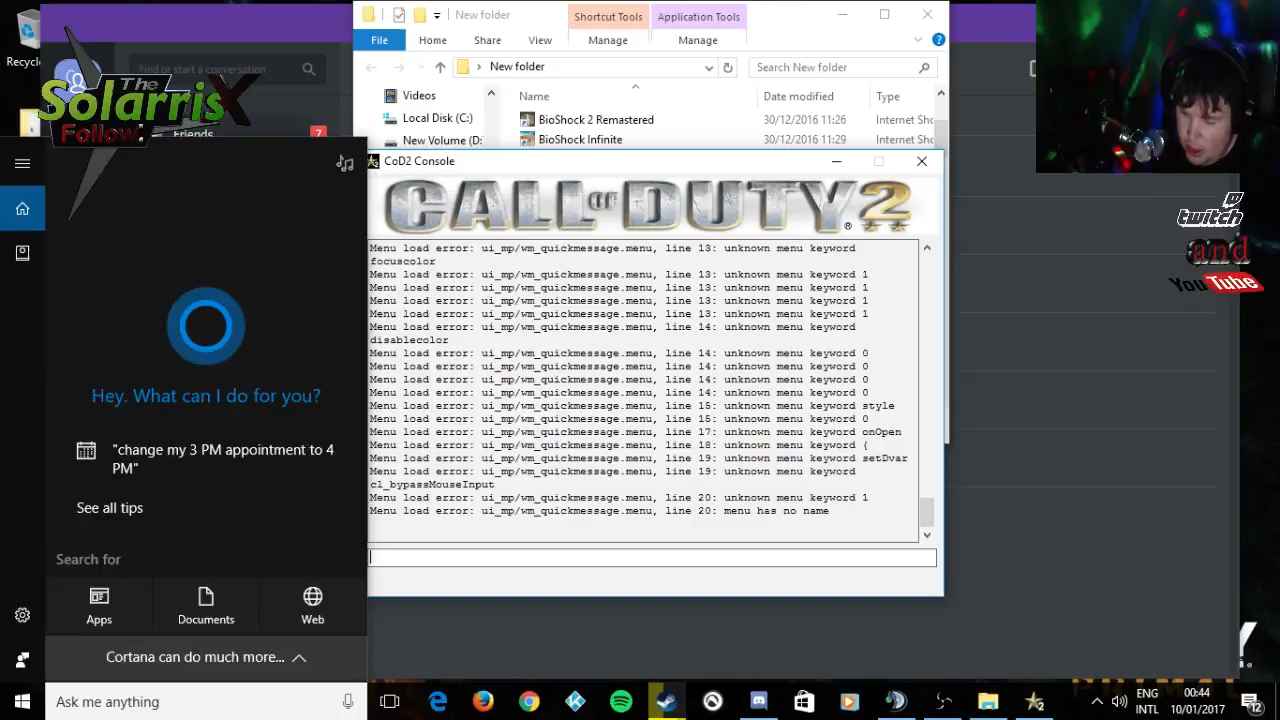 Recycle
Find or start a conversation
Friends
7
The
SolarrisX
Follow:
New folder
Shortcut Tools
Application Tools
File
Home
Share
View
Manage
Manage
New folder
Search New folder
Videos
Local Disk (C:)
New Volume (D:
Name
Date modified
Type
BioShock 2 Remastered
30/12/2016 11:26
Internet Sho
BioShock Infinite
30/12/2016 11:29
Internet Sho
CoD2 Console
CALL OF DUTY 2
Menu load error: ui_mp/wm_quickmessage.menu, line 13: unknown menu keyword
focuscolor
Menu load error: ui_mp/wm_quickmessage.menu, line 13: unknown menu keyword 1
Menu load error: ui_mp/wm_quickmessage.menu, line 13: unknown menu keyword 1
Menu load error: ui_mp/wm_quickmessage.menu, line 13: unknown menu keyword 1
Menu load error: ui_mp/wm_quickmessage.menu, line 13: unknown menu keyword 1
Menu load error: ui_mp/wm_quickmessage.menu, line 14: unknown menu keyword
disablecolor
Menu load error: ui_mp/wm_quickmessage.menu, line 14: unknown menu keyword 0
Menu load error: ui_mp/wm_quickmessage.menu, line 14: unknown menu keyword 0
Menu load error: ui_mp/wm_quickmessage.menu, line 14: unknown menu keyword 0
Menu load error: ui_mp/wm_quickmessage.menu, line 14: unknown menu keyword 0
Menu load error: ui_mp/wm_quickmessage.menu, line 15: unknown menu keyword style
Menu load error: ui_mp/wm_quickmessage.menu, line 15: unknown menu keyword 0
Menu load error: ui_mp/wm_quickmessage.menu, line 17: unknown menu keyword onOpen
Menu load error: ui_mp/wm_quickmessage.menu, line 18: unknown menu keyword {
Menu load error: ui_mp/wm_quickmessage.menu, line 19: unknown menu keyword setDvar
Menu load error: ui_mp/wm_quickmessage.menu, line 19: unknown menu keyword
cl_bypassMouseInput
Menu load error: ui_mp/wm_quickmessage.menu, line 20: unknown menu keyword 1
Menu load error: ui_mp/wm_quickmessage.menu, line 20: menu has no name
twitch
and
YouTube
Hey. What can I do for you?
"change my 3 PM appointment to 4
PM"
See all tips
Search for
Apps
Documents
Web
Cortana can do much more...
Ask me anything
ENG
INTL
00:44
10/01/2017
12